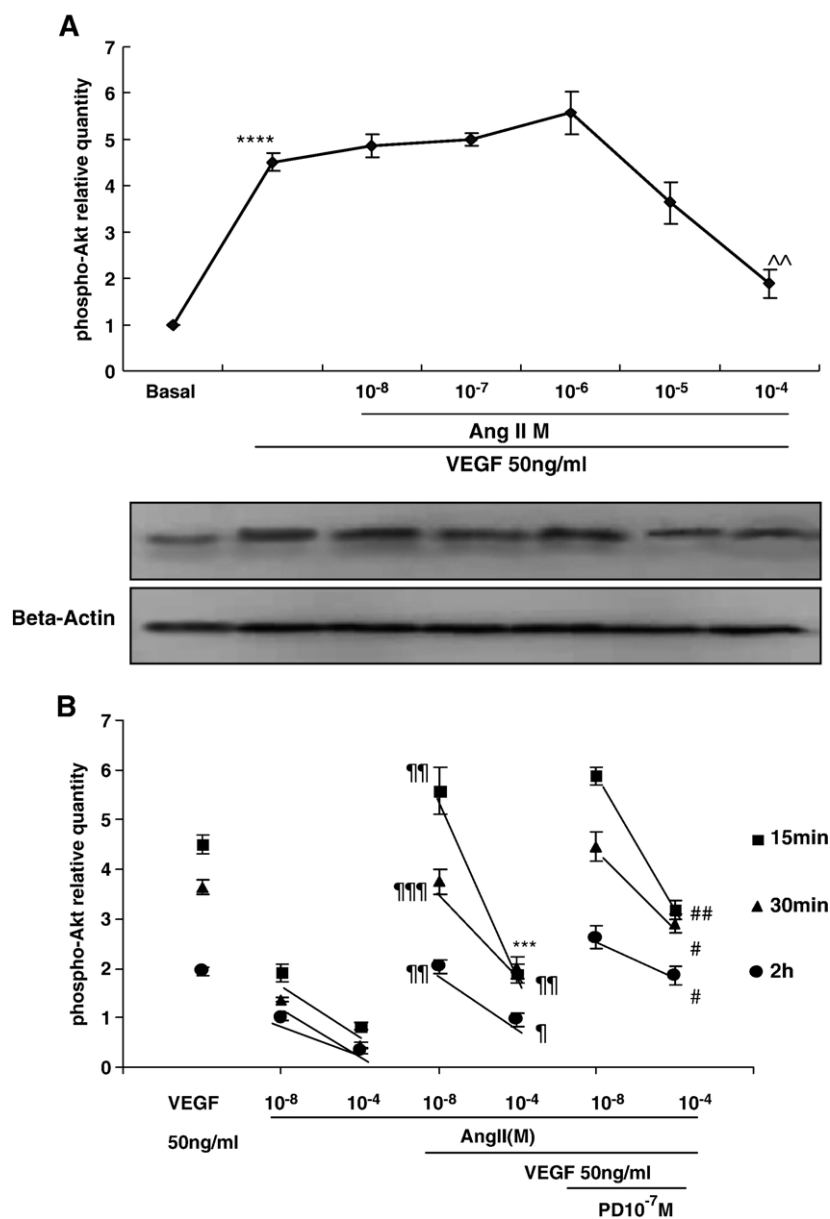 A
phospho-Akt relative quantity
7
6
5
4
3
2
1
0
****
^^
Basal 10⁻⁸ 10⁻⁷ 10⁻⁶ 10⁻⁵ 10⁻⁴
Ang II M
VEGF 50ng/ml
Beta-Actin
B
phospho-Akt relative quantity
7
6
5
4
3
2
1
0
¶¶
¶¶¶
¶¶
***
¶¶
¶
##
#
#
15min
30min
2h
VEGF 10⁻⁸ 10⁻⁴ 10⁻⁸ 10⁻⁴ 10⁻⁸ 10⁻⁴
50ng/ml
AngII(M)
VEGF 50ng/ml
PD10⁻⁷M